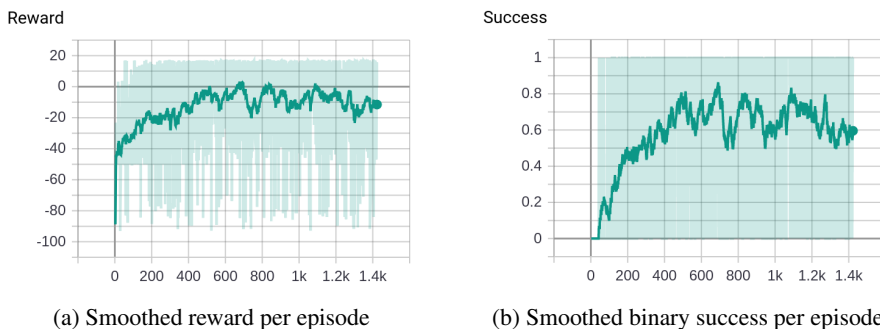 Reward
20
0
-20
-40
-60
-80
-100
0 200 400 600 800 1k 1.2k 1.4k
(a) Smoothed reward per episode
Success
1
0.8
0.6
0.4
0.2
0
0 200 400 600 800 1k 1.2k 1.4k
(b) Smoothed binary success per episode